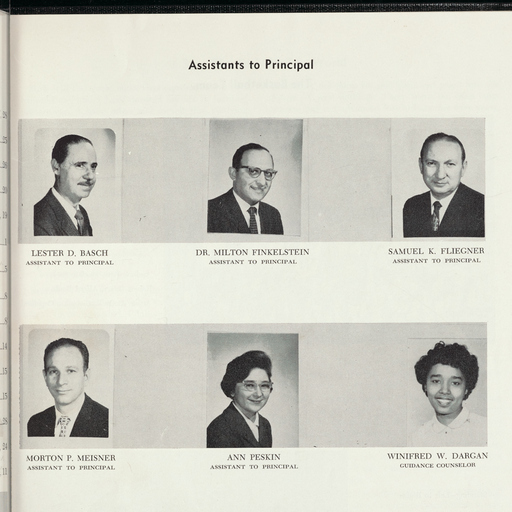 Assistants to Principal
LESTER D. BASCH
ASSISTANT TO PRINCIPAL
DR. MILTON FINKELSTEIN
ASSISTANT TO PRINCIPAL
SAMUEL K. FLIEGNER
ASSISTANT TO PRINCIPAL
MORTON P. MEISNER
ASSISTANT TO PRINCIPAL
ANN PESKIN
ASSISTANT TO PRINCIPAL
WINIFRED W. DARGAN
GUIDANCE COUNSELOR